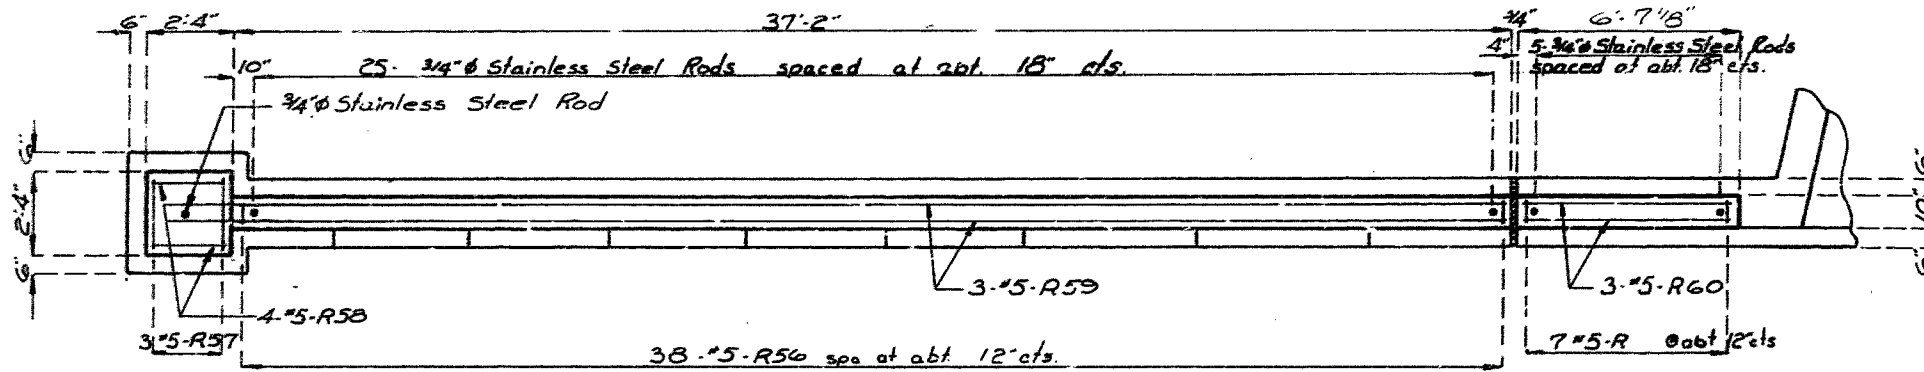 6" 2'-4" 37'-2" 3/4" 6'-7 1/8"
10" 25- 3/4"ϕ Stainless Steel Rods spaced at abt. 18" cts. 4" 5-3/4"ϕ Stainless Steel Rods
spaced at abt. 18" cts.
3/4"ϕ Stainless Steel Rod
6"
2'-4"
6"
6"
10"
6"
3-#5-R59
3-#5-R60
4-#5-R58
3 #5-R57
38-#5-R56 spa at abt. 12" cts.
7 #5-R @ abt 12" cts